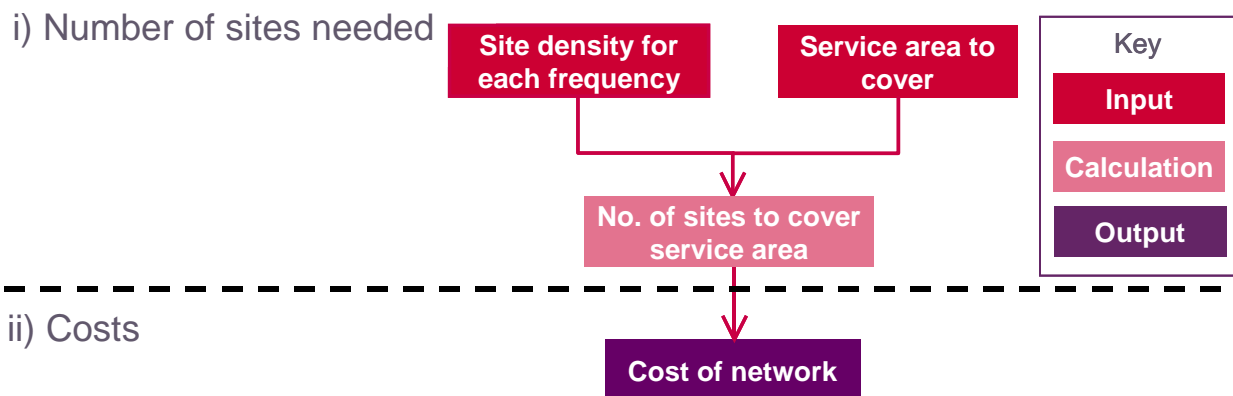 i) Number of sites needed
Site density for
each frequency
Service area to
cover
Key
Input
Calculation
Output
No. of sites to cover
service area
ii) Costs
Cost of network